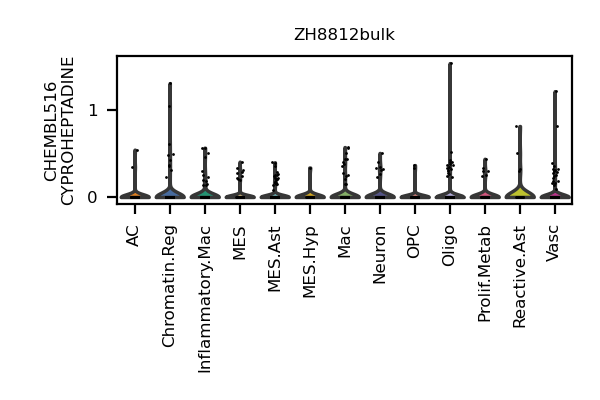 ZH8812bulk
CHEMBL516
CYPROHEPTADINE
1
0
AC
Chromatin.Reg
Inflammatory.Mac
MES
MES.Ast
MES.Hyp
Mac
Neuron
OPC
Oligo
Prolif.Metab
Reactive.Ast
Vasc